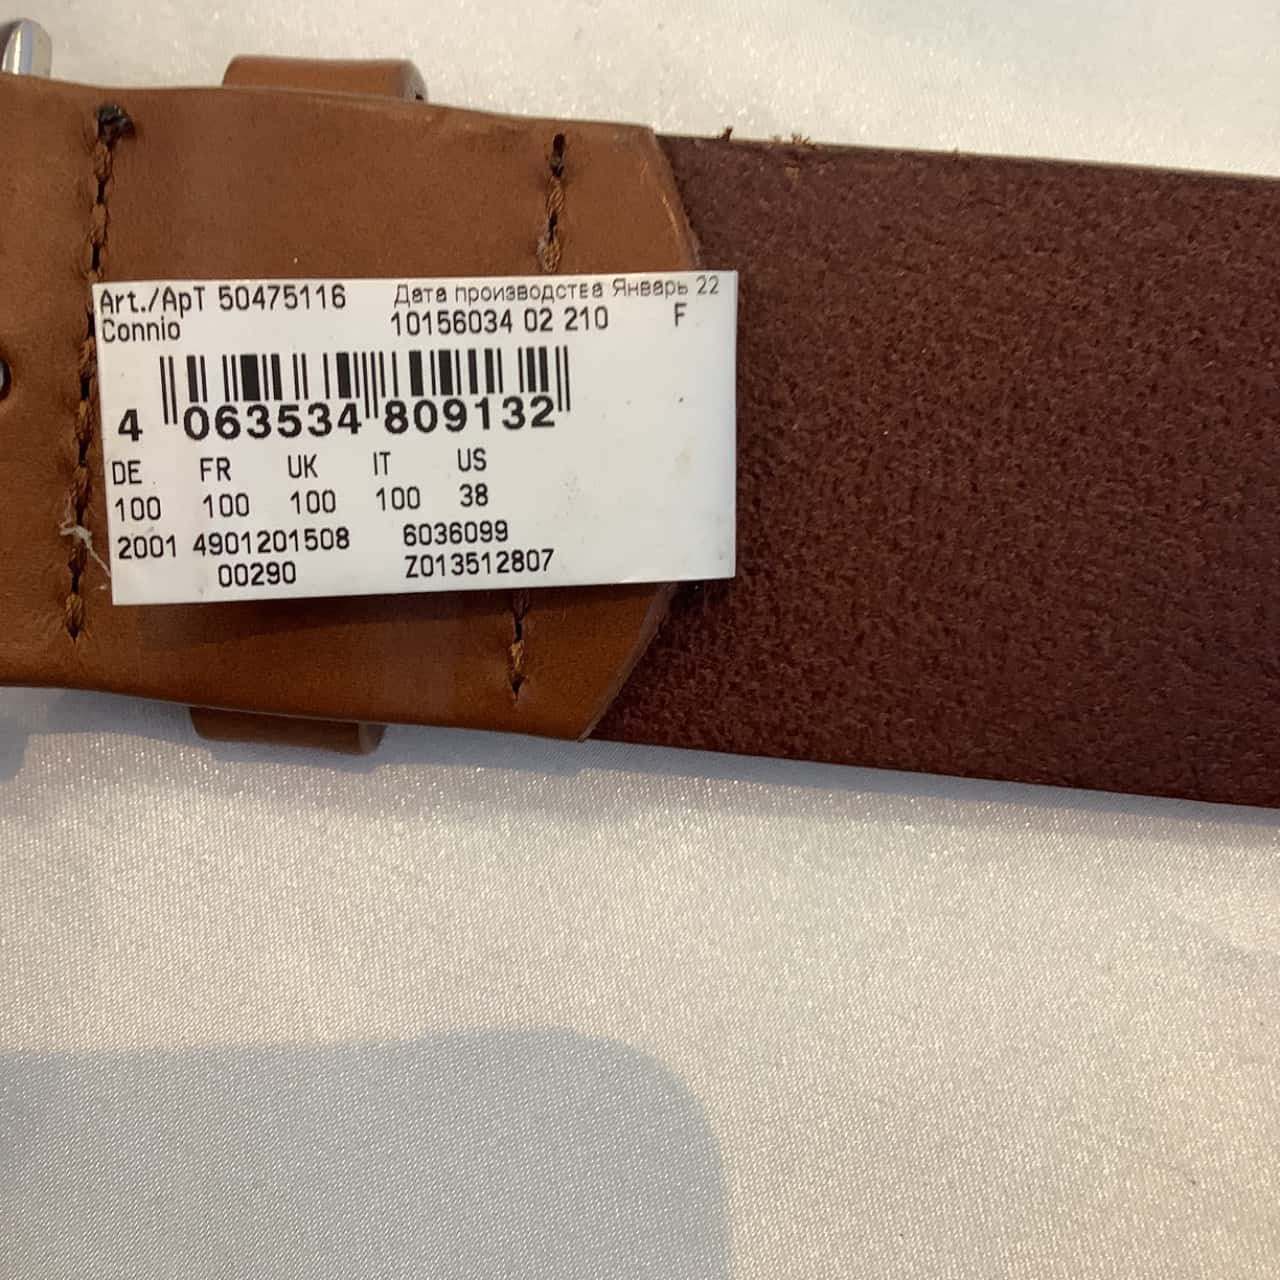 Art./Арт 50475116 Дата производства Январь 22
Connio 10156034 02 210 F
4 063534 809132
DE FR UK IT US
100 100 100 100 38
2001 4901201508 6036099
00290 Z013512807